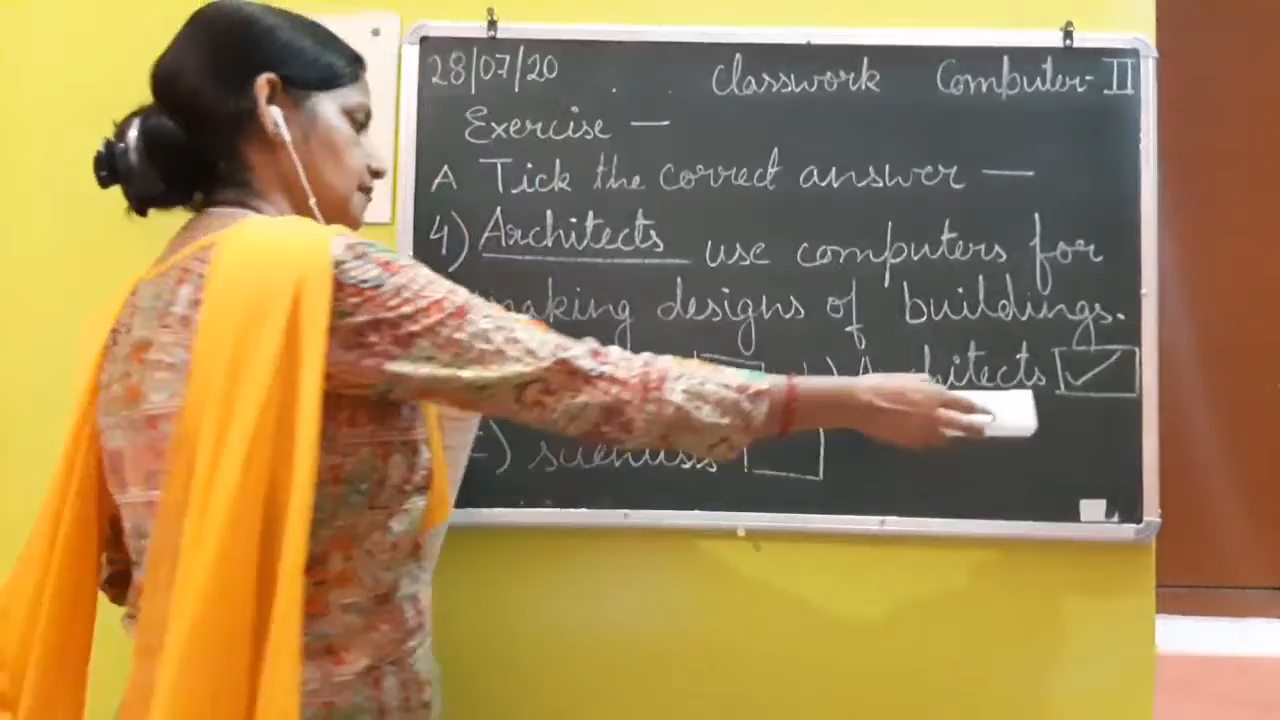 28/07/20 Classwork Computer-II
Exercise —
A Tick the correct answer —
4) Architects use computers for
making designs of buildings.
Architects ✓
scientists